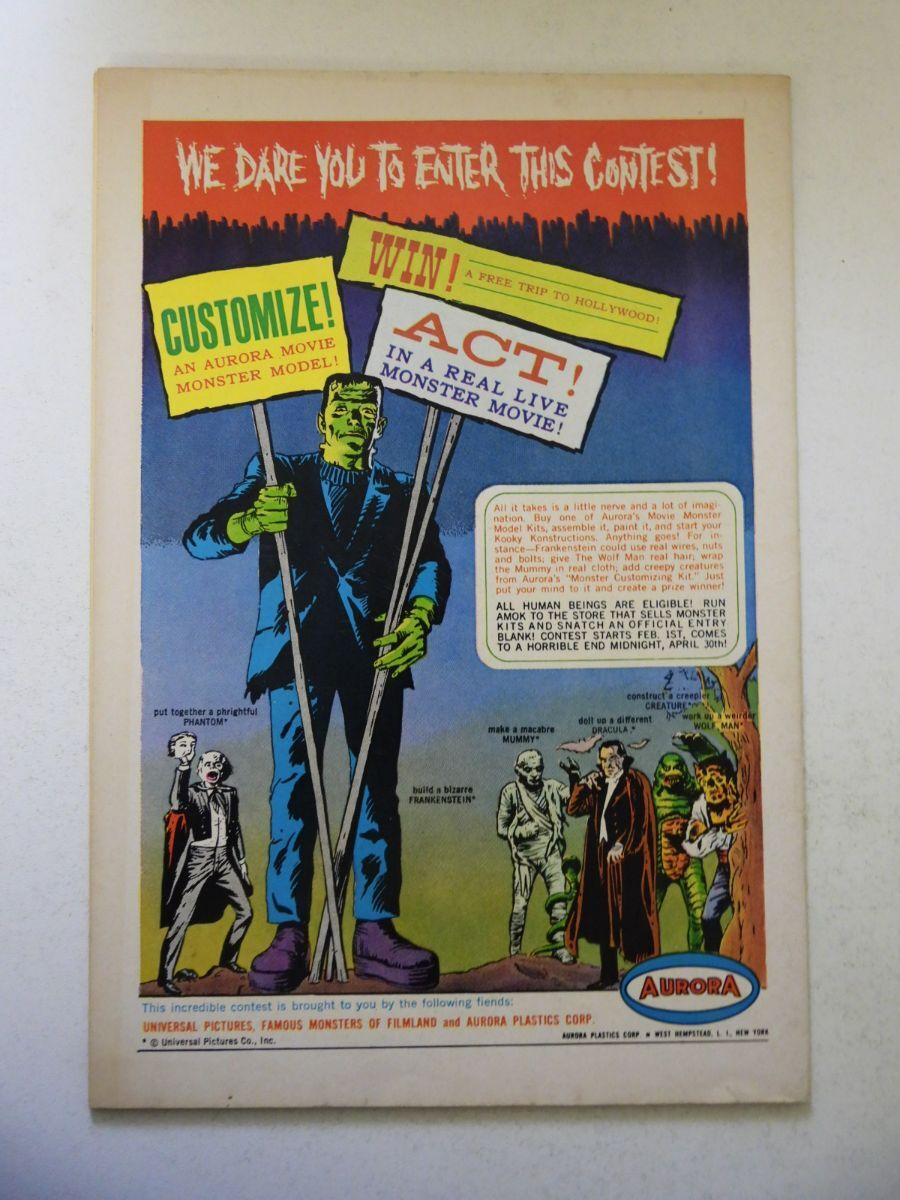 WE DARE YOU TO ENTER THIS CONTEST!
WIN! A FREE TRIP TO HOLLYWOOD!
CUSTOMIZE!
AN AURORA MOVIE
MONSTER MODEL!
ACT!
IN A REAL LIVE
MONSTER MOVIE!
All it takes is a little nerve and a lot of imagi-
nation. Buy one of Aurora's Movie Monster
Model Kits, assemble it, paint it, and start your
Kooky Konstructions. Anything goes! For in-
stance—Frankenstein could use real wires, nuts
and bolts; give The Wolf Man real hair; wrap
the Mummy in real cloth; add creepy creatures
from Aurora's "Monster Customizing Kit." Just
put your mind to it and create a prize winner!
ALL HUMAN BEINGS ARE ELIGIBLE! RUN
AMOK TO THE STORE THAT SELLS MONSTER
KITS AND SNATCH AN OFFICIAL ENTRY
BLANK! CONTEST STARTS FEB. 1ST, COMES
TO A HORRIBLE END MIDNIGHT, APRIL 30th!
put together a phrightful
PHANTOM*
build a bizarre
FRANKENSTEIN*
make a macabre
MUMMY*
doll up a different
DRACULA*
construct a creepier
CREATURE*
work up a weirder
WOLF MAN*
AURORA
This incredible contest is brought to you by the following fiends:
UNIVERSAL PICTURES, FAMOUS MONSTERS OF FILMLAND and AURORA PLASTICS CORP.
* © Universal Pictures Co., Inc.
AURORA PLASTICS CORP. • WEST HEMPSTEAD, L. I., NEW YORK